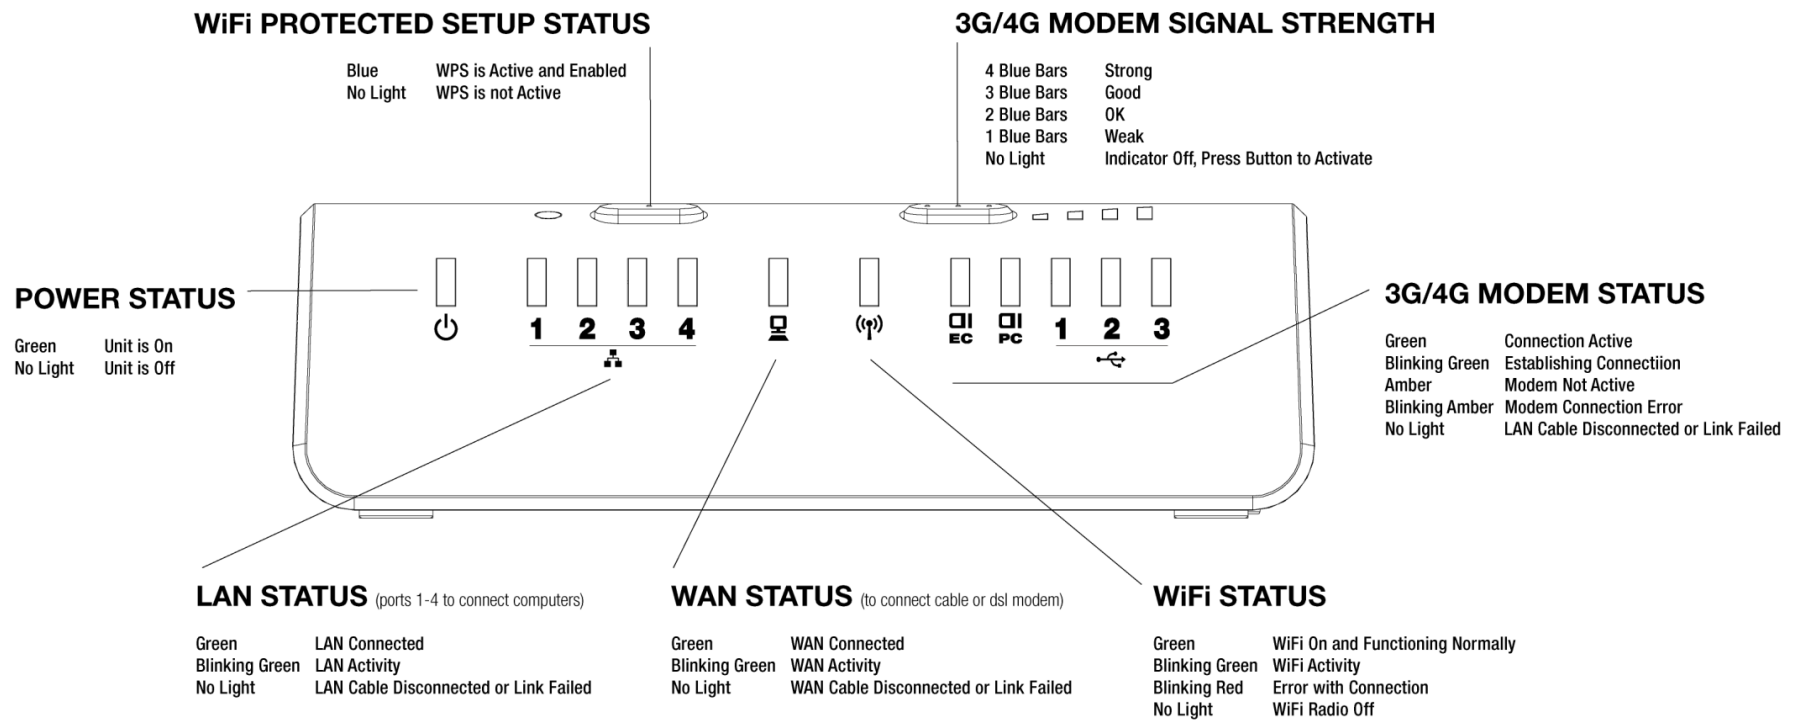 WiFi PROTECTED SETUP STATUS
Blue WPS is Active and Enabled
No Light WPS is not Active
3G/4G MODEM SIGNAL STRENGTH
4 Blue Bars Strong
3 Blue Bars Good
2 Blue Bars OK
1 Blue Bars Weak
No Light Indicator Off, Press Button to Activate
POWER STATUS
Green Unit is On
No Light Unit is Off
1 2 3 4
EC PC 1 2 3
3G/4G MODEM STATUS
Green Connection Active
Blinking Green Establishing Connectiion
Amber Modem Not Active
Blinking Amber Modem Connection Error
No Light LAN Cable Disconnected or Link Failed
LAN STATUS (ports 1-4 to connect computers)
Green LAN Connected
Blinking Green LAN Activity
No Light LAN Cable Disconnected or Link Failed
WAN STATUS (to connect cable or dsl modem)
Green WAN Connected
Blinking Green WAN Activity
No Light WAN Cable Disconnected or Link Failed
WiFi STATUS
Green WiFi On and Functioning Normally
Blinking Green WiFi Activity
Blinking Red Error with Connection
No Light WiFi Radio Off